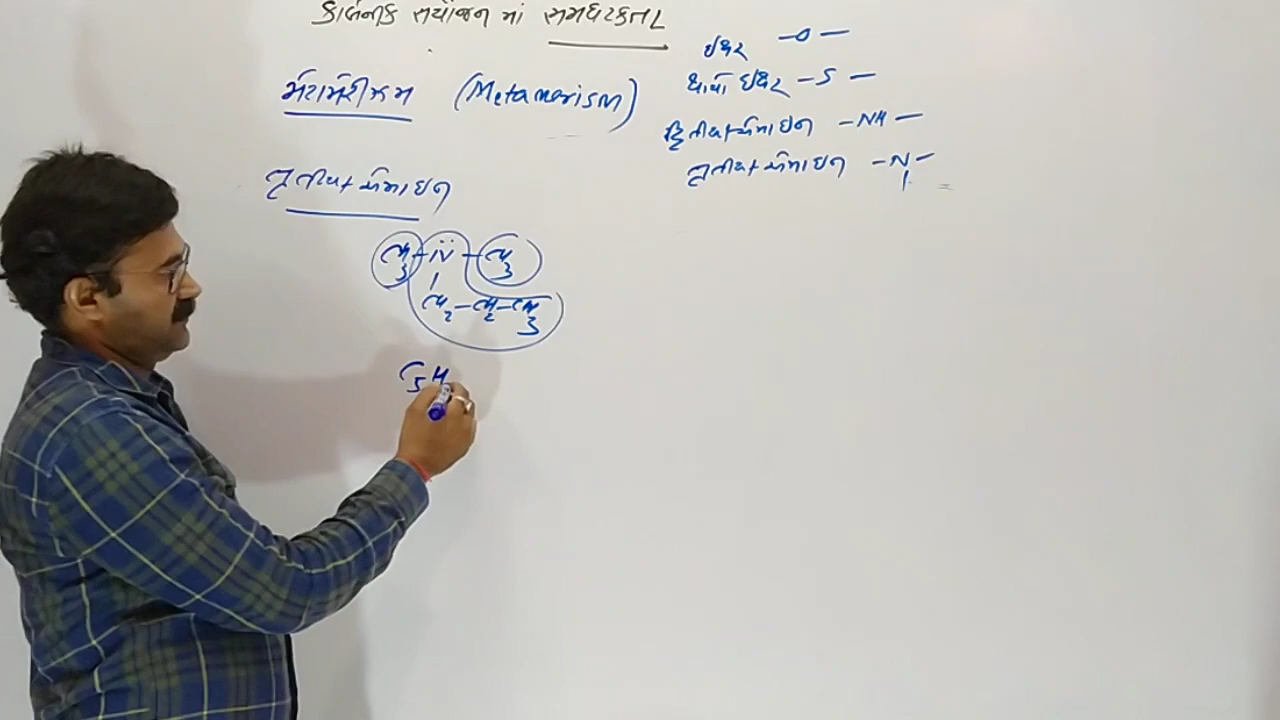 કાર્બનીક સંયોજન માં સમઘટકતા
મેટામેરીઝમ (Metamerism)
ઇથર -O-
થાયો ઇથર -S-
દ્વિતીયક એમાઇન -NH-
તૃતીયક એમાઇન -N-
તૃતીયક એમાઇન
CH3-N̈-CH3
CH2-CH2-CH3
C5H